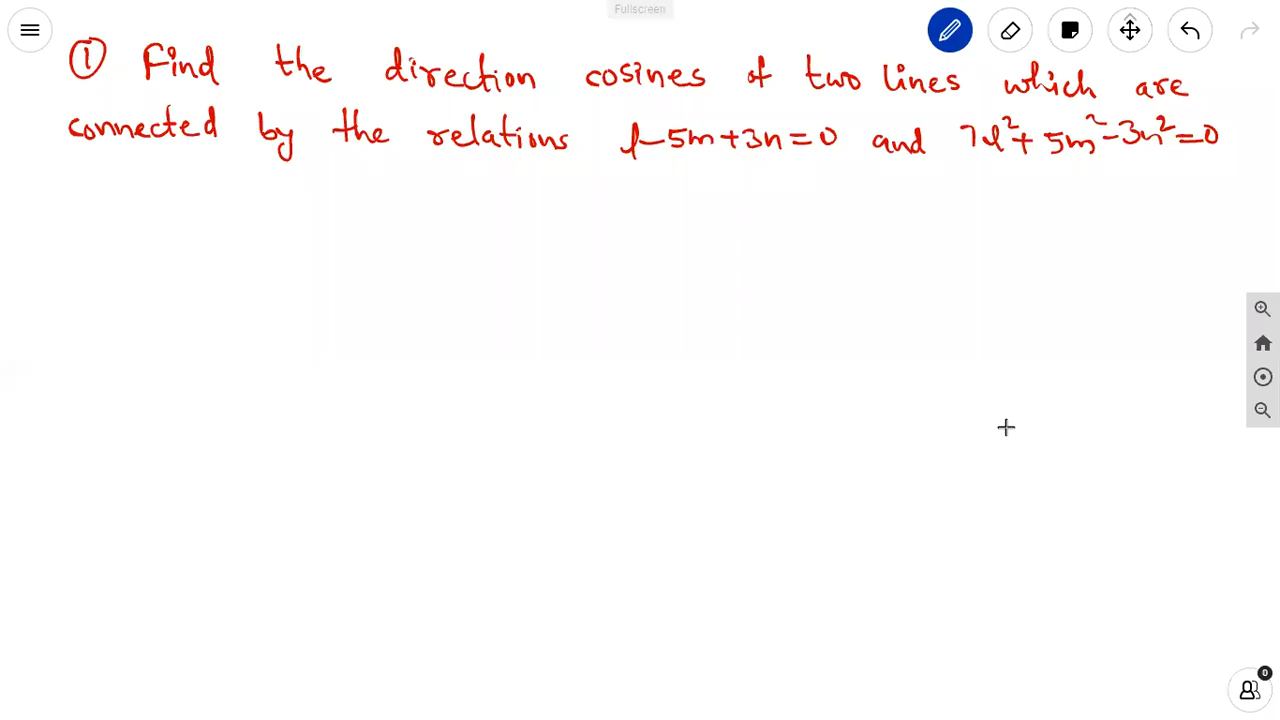 Fullscreen
① Find the direction cosines of two lines which are
connected by the relations l-5m+3n=0 and 7l²+5m²-3n²=0
0